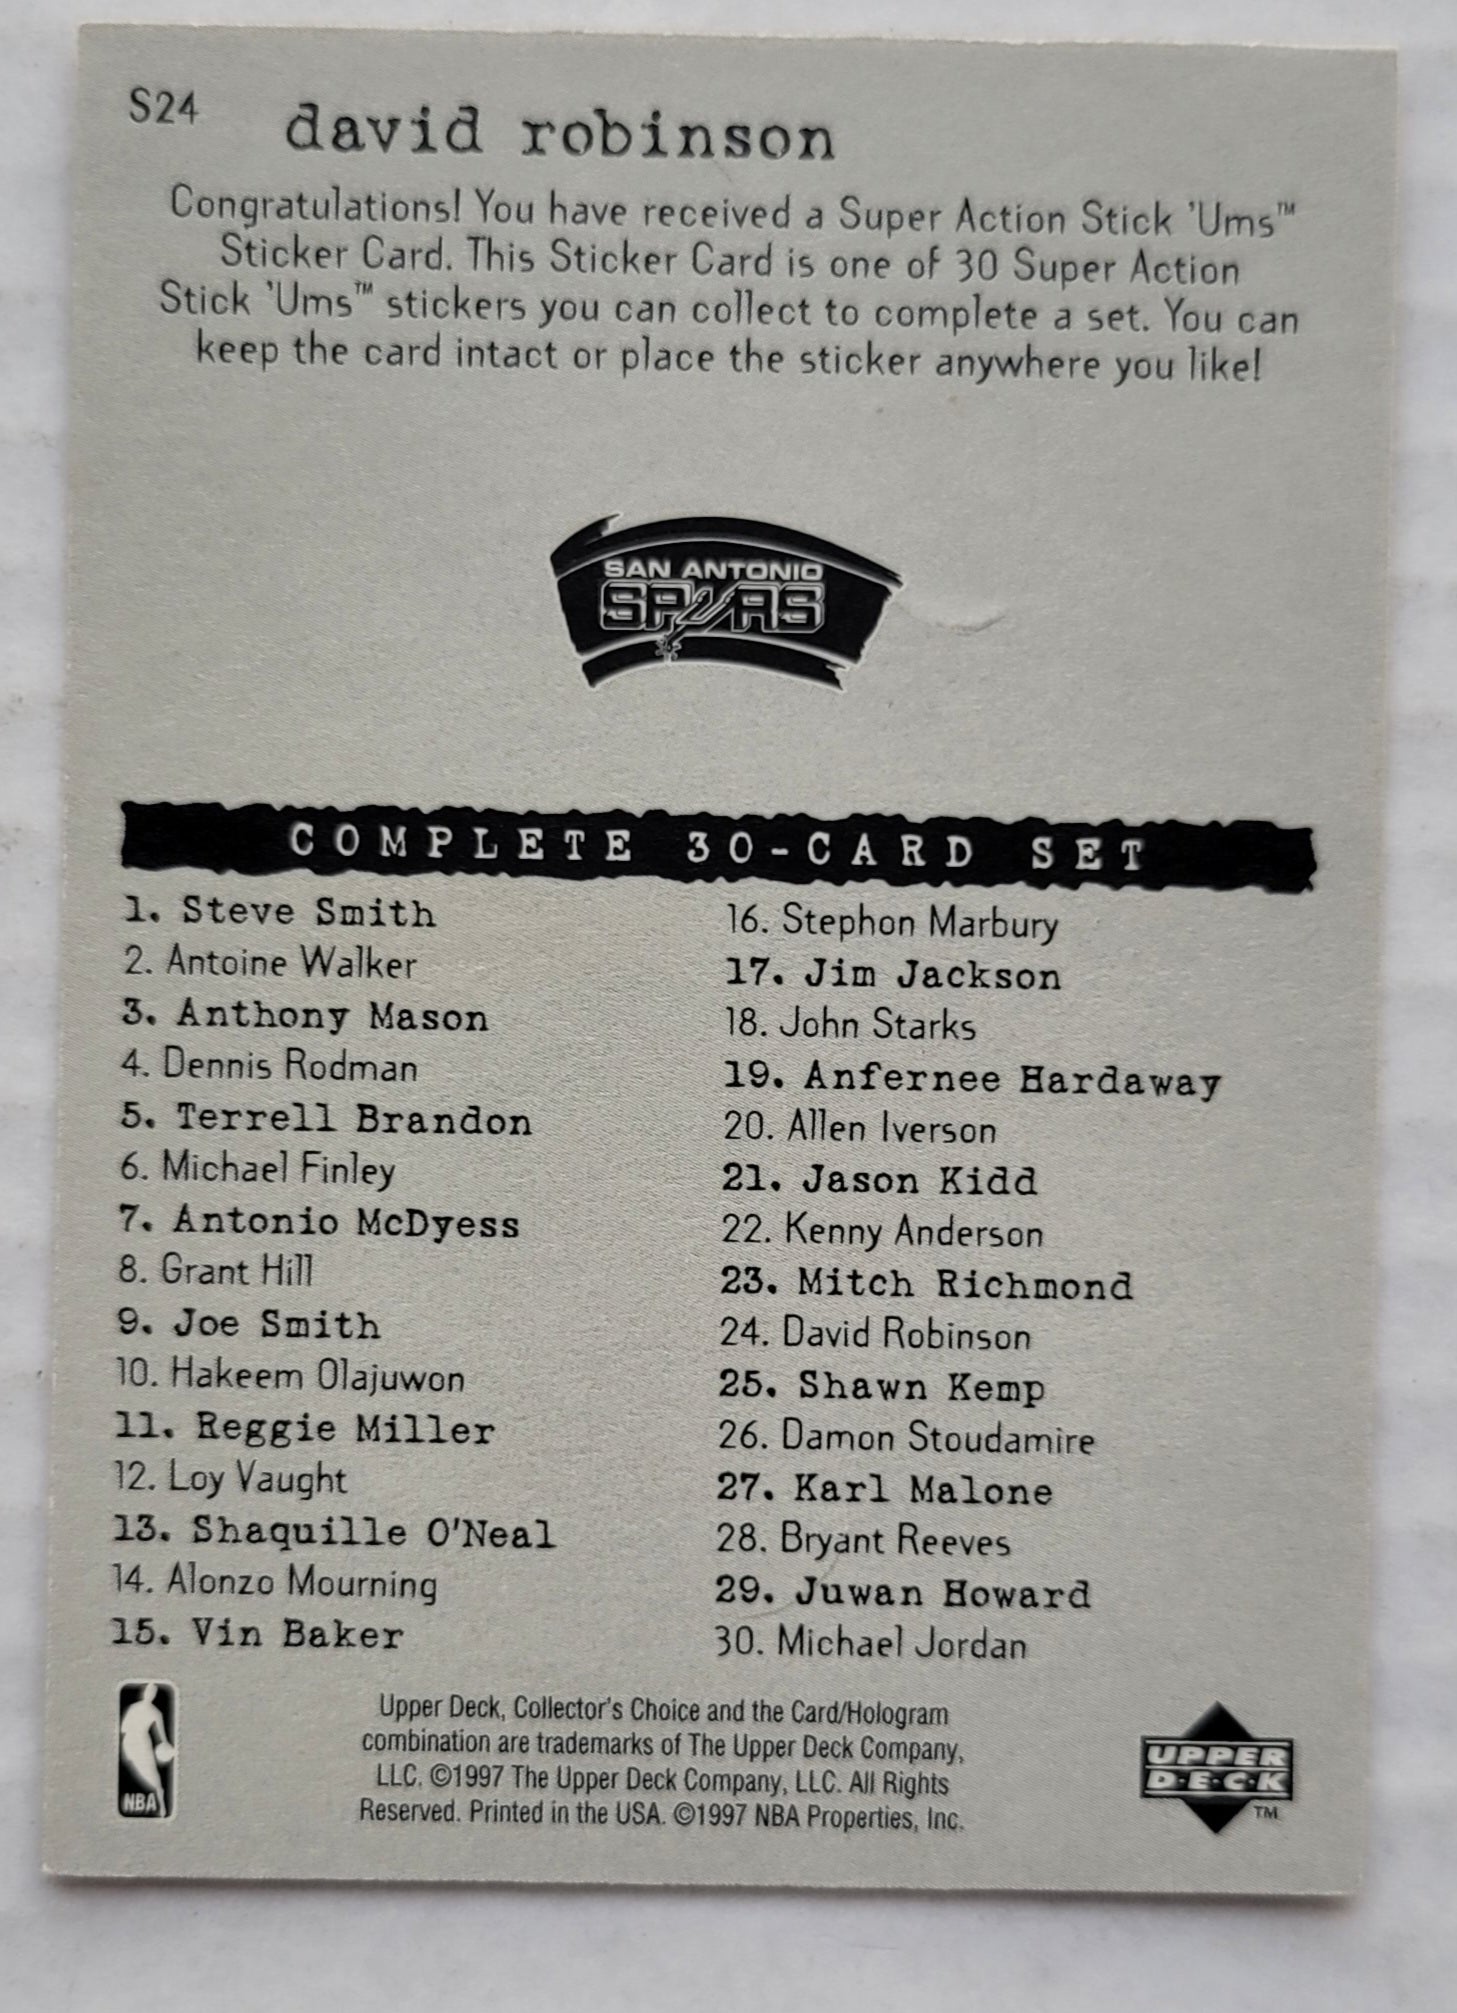 S24
david robinson
Congratulations! You have received a Super Action Stick 'Ums™
Sticker Card. This Sticker Card is one of 30 Super Action
Stick 'Ums™ stickers you can collect to complete a set. You can
keep the card intact or place the sticker anywhere you like!
SAN ANTONIO
SPURS
COMPLETE 30-CARD SET
1. Steve Smith
2. Antoine Walker
3. Anthony Mason
4. Dennis Rodman
5. Terrell Brandon
6. Michael Finley
7. Antonio McDyess
8. Grant Hill
9. Joe Smith
10. Hakeem Olajuwon
11. Reggie Miller
12. Loy Vaught
13. Shaquille O'Neal
14. Alonzo Mourning
15. Vin Baker
16. Stephon Marbury
17. Jim Jackson
18. John Starks
19. Anfernee Hardaway
20. Allen Iverson
21. Jason Kidd
22. Kenny Anderson
23. Mitch Richmond
24. David Robinson
25. Shawn Kemp
26. Damon Stoudamire
27. Karl Malone
28. Bryant Reeves
29. Juwan Howard
30. Michael Jordan
NBA
Upper Deck, Collector's Choice and the Card/Hologram
combination are trademarks of The Upper Deck Company,
LLC. ©1997 The Upper Deck Company, LLC. All Rights
Reserved. Printed in the USA. ©1997 NBA Properties, Inc.
UPPER
D·E·C·K
™